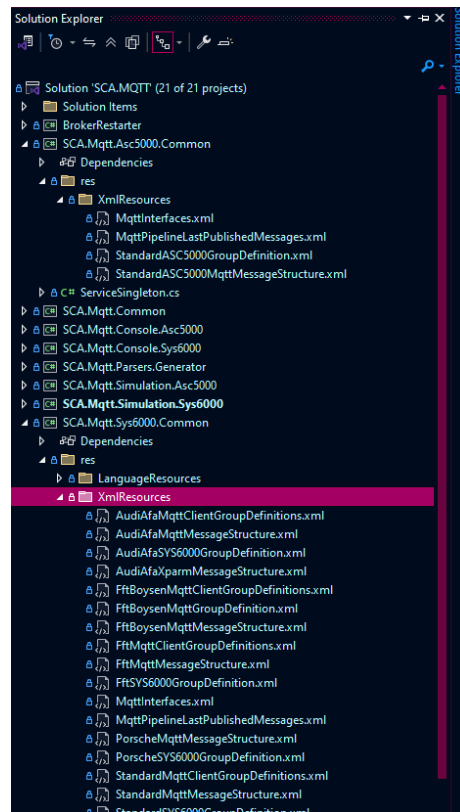 Solution Explorer
Solution Explorer
Solution 'SCA.MQTT' (21 of 21 projects)
Solution Items
BrokerRestarter
SCA.Mqtt.Asc5000.Common
Dependencies
res
XmlResources
MqttInterfaces.xml
MqttPipelineLastPublishedMessages.xml
StandardASC5000GroupDefinition.xml
StandardASC5000MqttMessageStructure.xml
C# ServiceSingleton.cs
SCA.Mqtt.Common
SCA.Mqtt.Console.Asc5000
SCA.Mqtt.Console.Sys6000
SCA.Mqtt.Parsers.Generator
SCA.Mqtt.Simulation.Asc5000
SCA.Mqtt.Simulation.Sys6000
SCA.Mqtt.Sys6000.Common
Dependencies
res
LanguageResources
XmlResources
AudiAfaMqttClientGroupDefinitions.xml
AudiAfaMqttMessageStructure.xml
AudiAfaSYS6000GroupDefinition.xml
AudiAfaXparmMessageStructure.xml
FftBoysenMqttClientGroupDefinitions.xml
FftBoysenMqttGroupDefinition.xml
FftBoysenMqttMessageStructure.xml
FftMqttClientGroupDefinitions.xml
FftMqttMessageStructure.xml
FftSYS6000GroupDefinition.xml
MqttInterfaces.xml
MqttPipelineLastPublishedMessages.xml
PorscheMqttMessageStructure.xml
PorscheSYS6000GroupDefinition.xml
StandardMqttClientGroupDefinitions.xml
StandardMqttMessageStructure.xml
StandardSYS6000GroupDefinition.xml